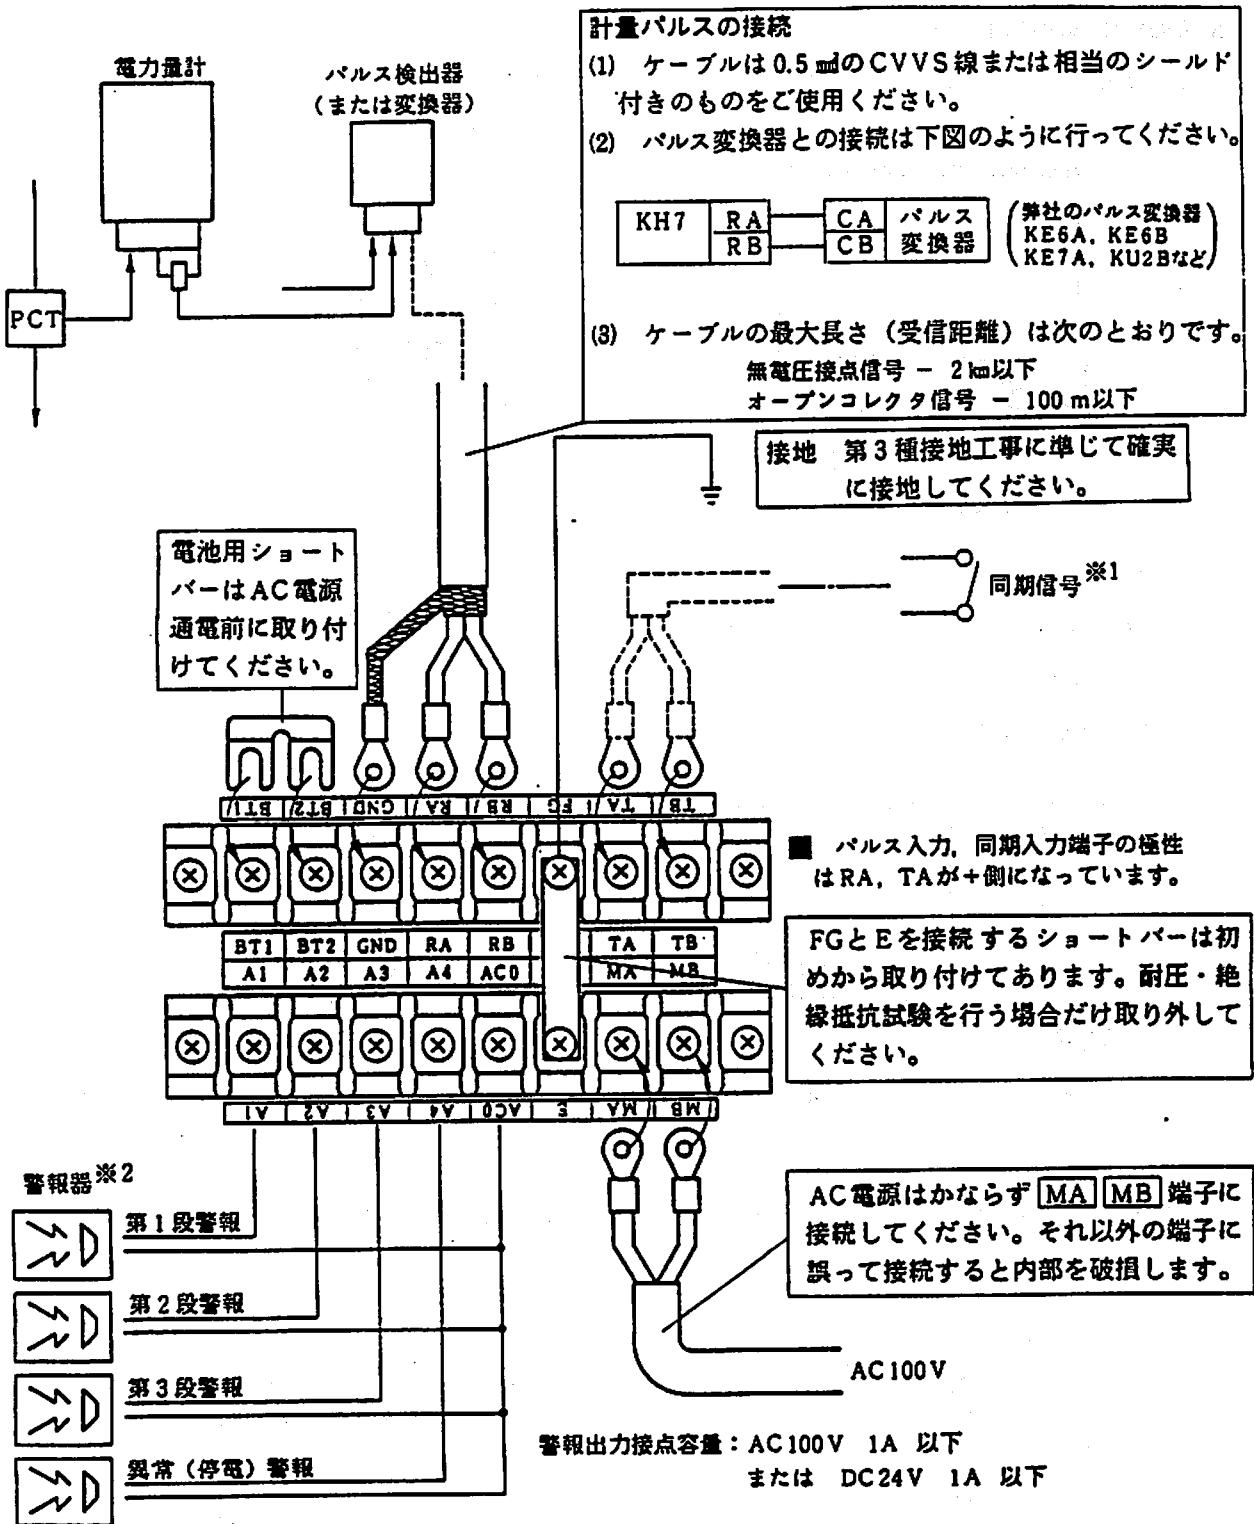 計量パルスの接続
(1) ケーブルは0.5㎟のCVVS線または相当のシールド
付きのものをご使用ください。
(2) パルス変換器との接続は下図のように行ってください。
KH7 RA CA パルス
RB CB 変換器
(弊社のパルス変換器
KE6A, KE6B
KE7A, KU2Bなど)
(3) ケーブルの最大長さ(受信距離)は次のとおりです。
無電圧接点信号 － 2㎞以下
オープンコレクタ信号 － 100m以下
電力量計
パルス検出器
(または変換器)
PCT
接地 第3種接地工事に準じて確実
に接地してください。
電池用ショート
バーはAC電源
通電前に取り付
けてください。
同期信号※1
BT1 BT2 GND RA RB FG TA TB
■ パルス入力, 同期入力端子の極性
はRA, TAが+側になっています。
BT1 BT2 GND RA RB TA TB
A1 A2 A3 A4 AC0 MA MB
FGとEを接続するショートバーは初
めから取り付けてあります。耐圧・絶
縁抵抗試験を行う場合だけ取り外して
ください。
A1 A2 A3 A4 AC0 E MA MB
警報器※2
第1段警報
第2段警報
第3段警報
異常(停電)警報
AC電源はかならず MA MB 端子に
接続してください。それ以外の端子に
誤って接続すると内部を破損します。
AC100V
警報出力接点容量：AC100V 1A 以下
または DC24V 1A 以下